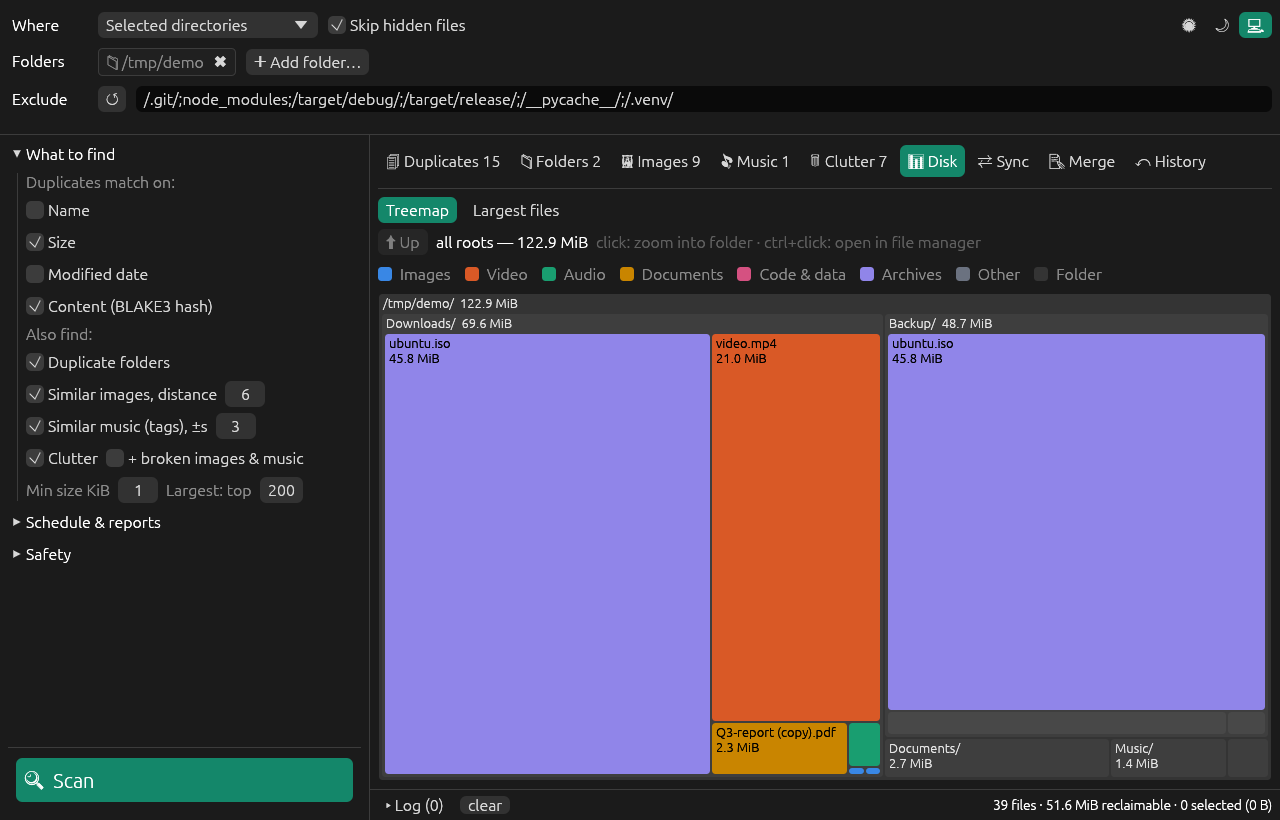 Where Selected directories Skip hidden files
Folders /tmp/demo ✖ + Add folder...
Exclude /.git/;node_modules;/target/debug/;/target/release/;/__pycache__/;/.venv/
What to find
Duplicates match on:
Name
Size
Modified date
Content (BLAKE3 hash)
Also find:
Duplicate folders
Similar images, distance 6
Similar music (tags), ±s 3
Clutter + broken images & music
Min size KiB 1 Largest: top 200
Schedule & reports
Safety
Scan
Duplicates 15 Folders 2 Images 9 Music 1 Clutter 7 Disk Sync Merge History
Treemap Largest files
Up all roots — 122.9 MiB click: zoom into folder · ctrl+click: open in file manager
Images Video Audio Documents Code & data Archives Other Folder
/tmp/demo/ 122.9 MiB
Downloads/ 69.6 MiB
ubuntu.iso
45.8 MiB
video.mp4
21.0 MiB
Q3-report (copy).pdf
2.3 MiB
Backup/ 48.7 MiB
ubuntu.iso
45.8 MiB
Documents/
2.7 MiB
Music/
1.4 MiB
Log (0) clear
39 files · 51.6 MiB reclaimable · 0 selected (0 B)